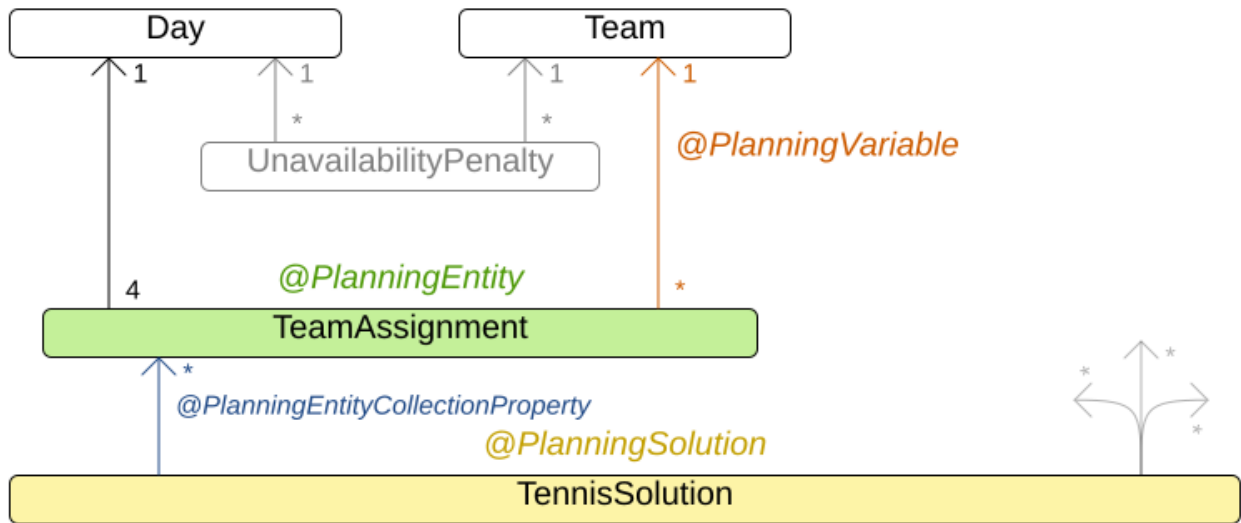 Day
Team
1
1
1
1
*
*
@PlanningVariable
UnavailabilityPenalty
@PlanningEntity
4
*
TeamAssignment
*
*
*
@PlanningEntityCollectionProperty
*
@PlanningSolution
TennisSolution